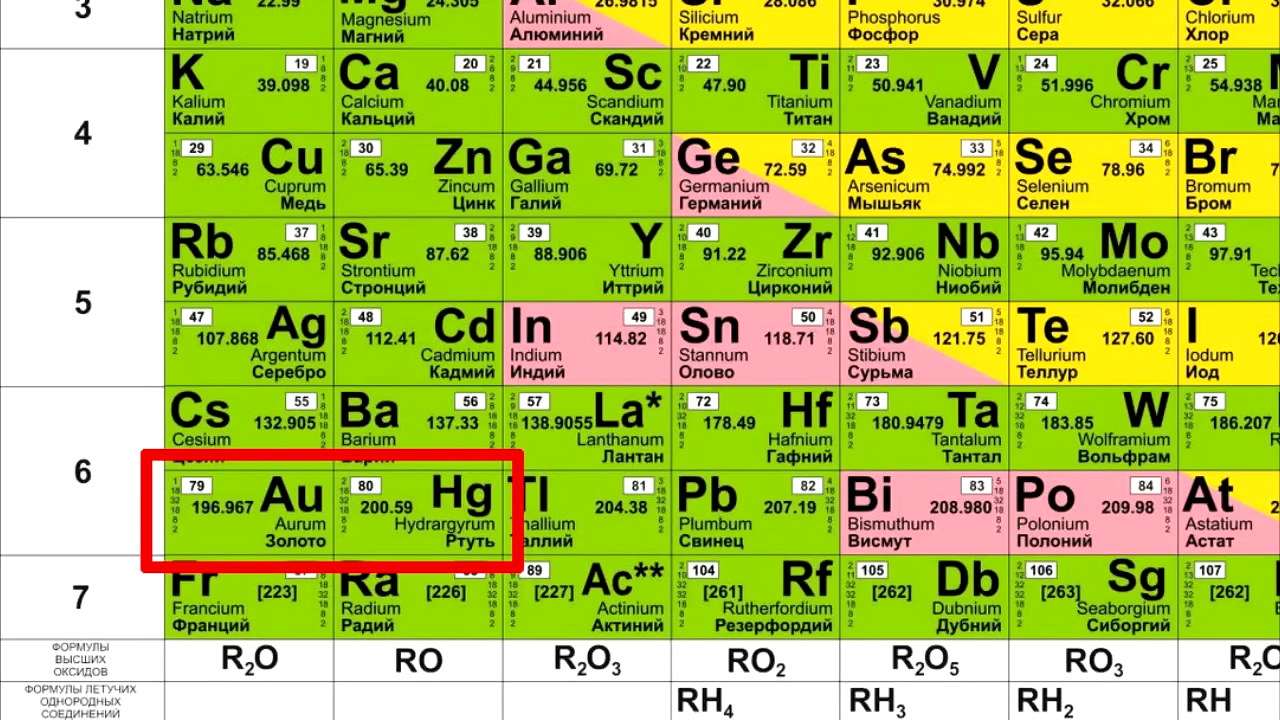 3
22.99
24.305
26.9815
28.086
30.974
32.066
Natrium Magnesium Aluminium Silicium Phosphorus Sulfur Chlorium
Натрий Магний Алюминий Кремний Фосфор Сера Хлор
4
K 19 39.098
Kalium
Калий
Ca 20 40.08
Calcium
Кальций
21 44.956 Sc
Scandium
Скандий
22 47.90 Ti
Titanium
Титан
23 50.941 V
Vanadium
Ванадий
24 51.996 Cr
Chromium
Хром
25 54.938
29 63.546 Cu
Cuprum
Медь
30 65.39 Zn
Zincum
Цинк
Ga 31 69.72
Gallium
Галий
Ge 32 72.59
Germanium
Германий
As 33 74.992
Arsenicum
Мышьяк
Se 34 78.96
Selenium
Селен
Br
Bromum
Бром
5
Rb 37 85.468
Rubidium
Рубидий
Sr 38 87.62
Strontium
Стронций
39 88.906 Y
Yttrium
Иттрий
40 91.22 Zr
Zirconium
Цирконий
41 92.906 Nb
Niobium
Ниобий
42 95.94 Mo
Molybdaenum
Молибден
43 97.91
47 107.868 Ag
Argentum
Серебро
48 112.41 Cd
Cadmium
Кадмий
In 49 114.82
Indium
Индий
Sn 50 118.71
Stannum
Олово
Sb 51 121.75
Stibium
Сурьма
Te 52 127.60
Tellurium
Теллур
I
Iodum
Иод
6
Cs 55 132.905
Cesium
Ba 56 137.33
Barium
57 138.9055 La*
Lanthanum
Лантан
72 178.49 Hf
Hafnium
Гафний
73 180.9479 Ta
Tantalum
Тантал
74 183.85 W
Wolframium
Вольфрам
75 186.207
79 196.967 Au
Aurum
Золото
80 200.59 Hg
Hydrargyrum
Ртуть
Tl 81 204.38
hallium
аллий
Pb 82 207.19
Plumbum
Свинец
Bi 83 208.980
Bismuthum
Висмут
Po 84 209.98
Polonium
Полоний
At
Astatium
Астат
7
Fr [223]
Francium
Франций
Ra [226]
Radium
Радий
89 [227] Ac**
Actinium
Актиний
104 [261] Rf
Rutherfordium
Резерфордий
105 [262] Db
Dubnium
Дубний
106 [263] Sg
Seaborgium
Сиборгий
107 [262]
ФОРМУЛЫ
ВЫСШИХ
ОКСИДОВ
R₂O RO R₂O₃ RO₂ R₂O₅ RO₃
ФОРМУЛЫ ЛЕТУЧИХ
ОДНОРОДНЫХ
СОЕДИНЕНИЙ
RH₄ RH₃ RH₂ RH